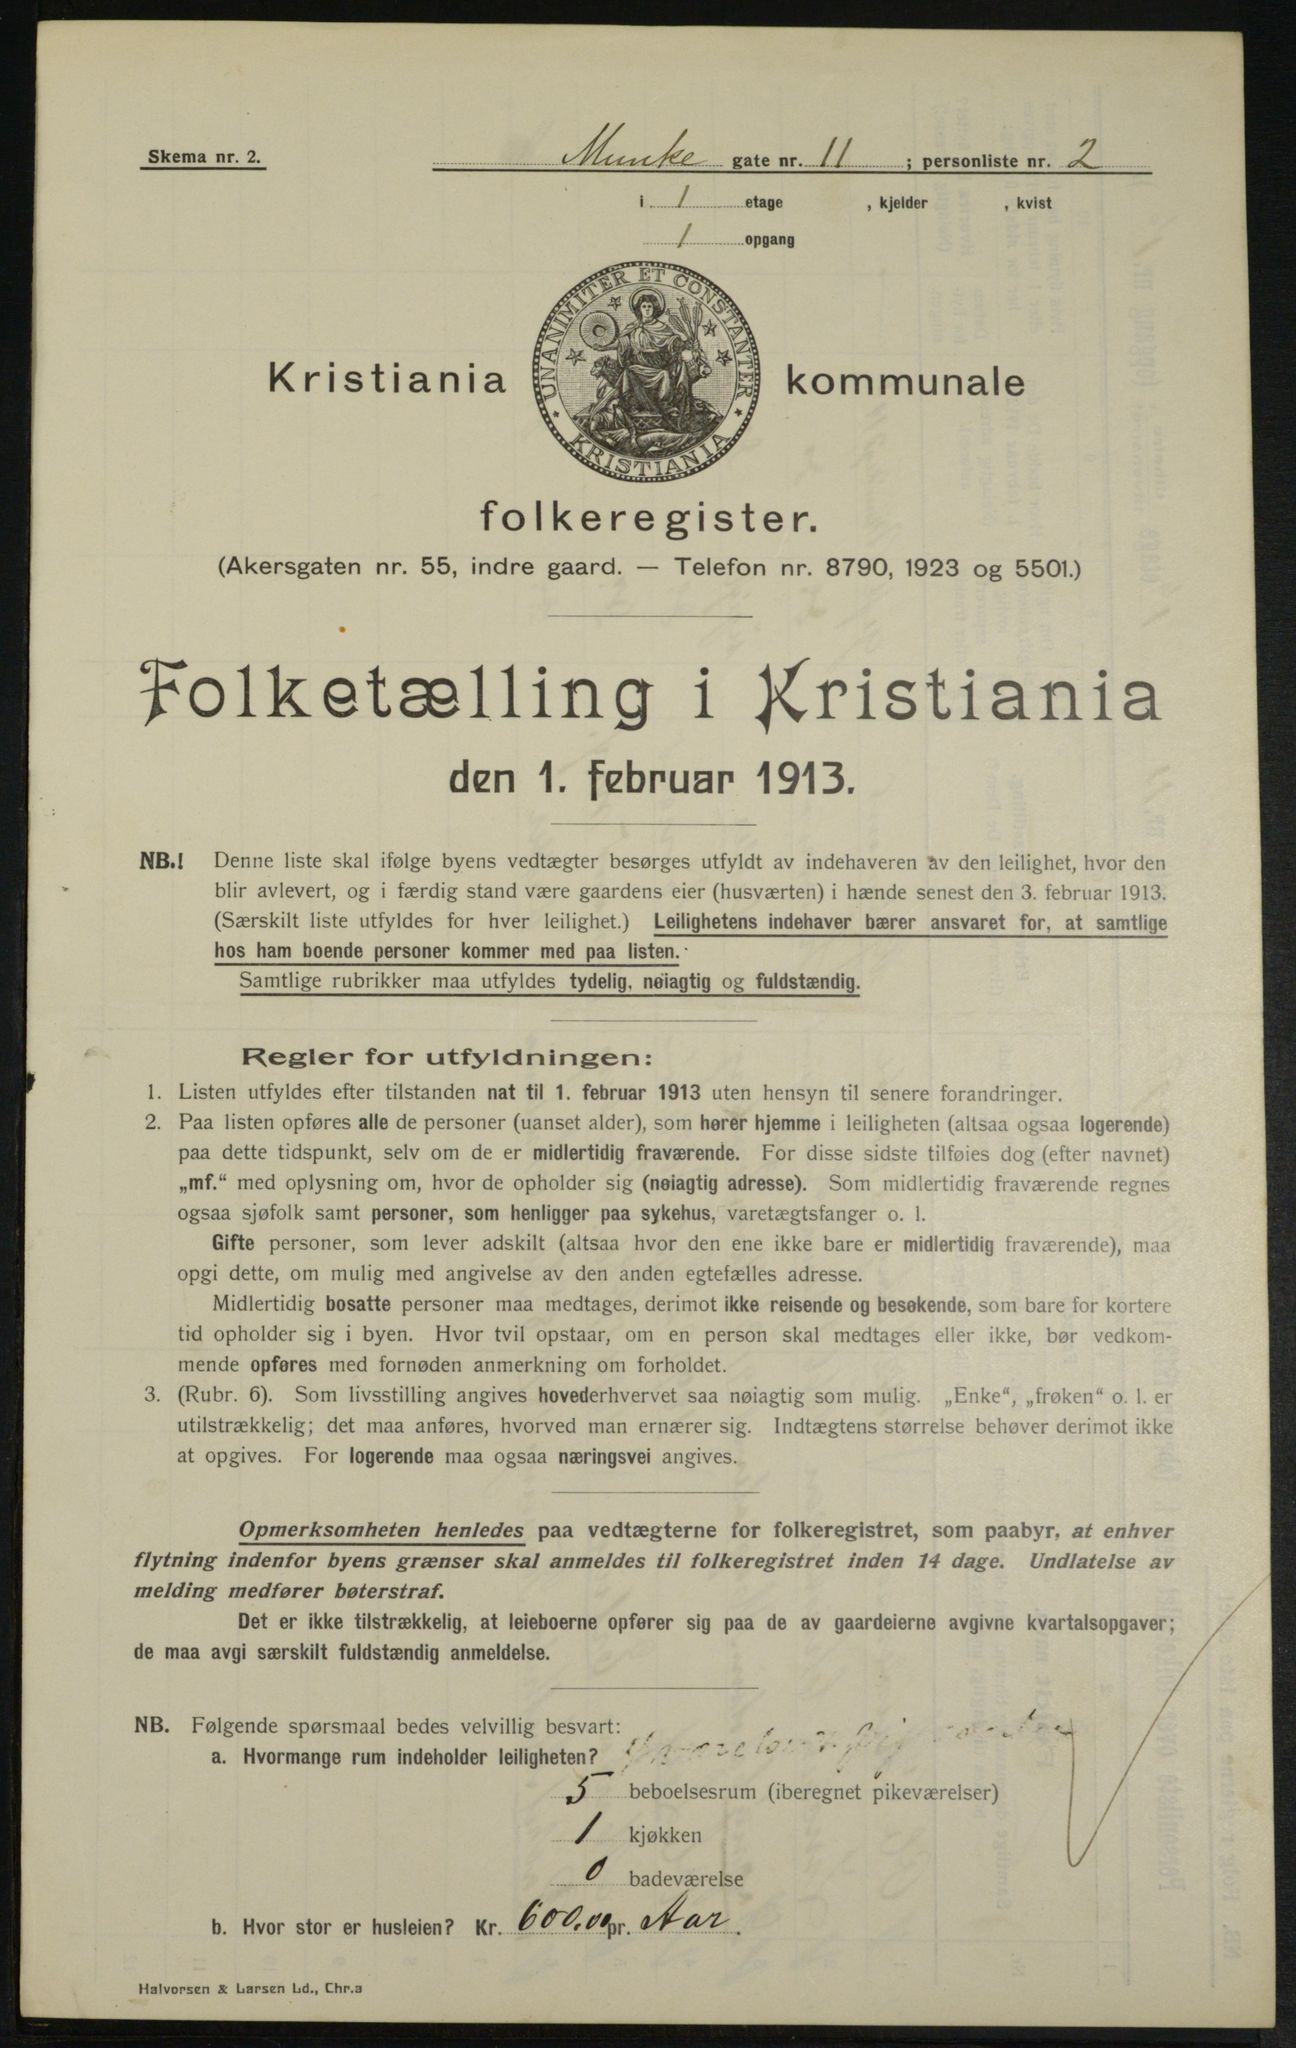 Skema nr. 2.
Munke gate nr. 11 ; personliste nr. 2
i 1 etage , kjelder , kvist
1 opgang
UNANIMITER ET CONSTANTER
KRISTIANIA
Kristiania kommunale
folkeregister.
(Akersgaten nr. 55, indre gaard. — Telefon nr. 8790, 1923 og 5501.)
Folketælling i Kristiania
den 1. februar 1913.
NB.! Denne liste skal ifølge byens vedtægter besørges utfyldt av indehaveren av den leilighet, hvor den
blir avlevert, og i færdig stand være gaardens eier (husværten) i hænde senest den 3. februar 1913.
(Særskilt liste utfyldes for hver leilighet.) Leilighetens indehaver bærer ansvaret for, at samtlige
hos ham boende personer kommer med paa listen.
Samtlige rubrikker maa utfyldes tydelig, nøiagtig og fuldstændig.
Regler for utfyldningen:
1. Listen utfyldes efter tilstanden nat til 1. februar 1913 uten hensyn til senere forandringer.
2. Paa listen opføres alle de personer (uanset alder), som hører hjemme i leiligheten (altsaa ogsaa logerende)
paa dette tidspunkt, selv om de er midlertidig fraværende. For disse sidste tilføies dog (efter navnet)
„mf.“ med oplysning om, hvor de opholder sig (nøiagtig adresse). Som midlertidig fraværende regnes
ogsaa sjøfolk samt personer, som henligger paa sykehus, varetægtsfanger o. l.
Gifte personer, som lever adskilt (altsaa hvor den ene ikke bare er midlertidig fraværende), maa
opgi dette, om mulig med angivelse av den anden egtefælles adresse.
Midlertidig bosatte personer maa medtages, derimot ikke reisende og besøkende, som bare for kortere
tid opholder sig i byen. Hvor tvil opstaar, om en person skal medtages eller ikke, bør vedkom-
mende opføres med fornøden anmerkning om forholdet.
3. (Rubr. 6). Som livsstilling angives hovederhvervet saa nøiagtig som mulig. „Enke“, „frøken“ o. l. er
utilstrækkelig; det maa anføres, hvorved man ernærer sig. Indtægtens størrelse behøver derimot ikke
at opgives. For logerende maa ogsaa næringsvei angives.
Opmerksomheten henledes paa vedtægterne for folkeregistret, som paabyr, at enhver
flytning indenfor byens grænser skal anmeldes til folkeregistret inden 14 dage. Undlatelse av
melding medfører bøterstraf.
Det er ikke tilstrækkelig, at leieboerne opfører sig paa de av gaardeierne avgivne kvartalsopgaver;
de maa avgi særskilt fuldstændig anmeldelse.
NB. Følgende spørsmaal bedes velvillig besvart:
a. Hvormange rum indeholder leiligheten?
5 beboelsesrum (iberegnet pikeværelser)
1 kjøkken
0 badeværelse
b. Hvor stor er husleien? Kr. 600.00 pr. Aar.
Halvorsen & Larsen Ld., Chr.a